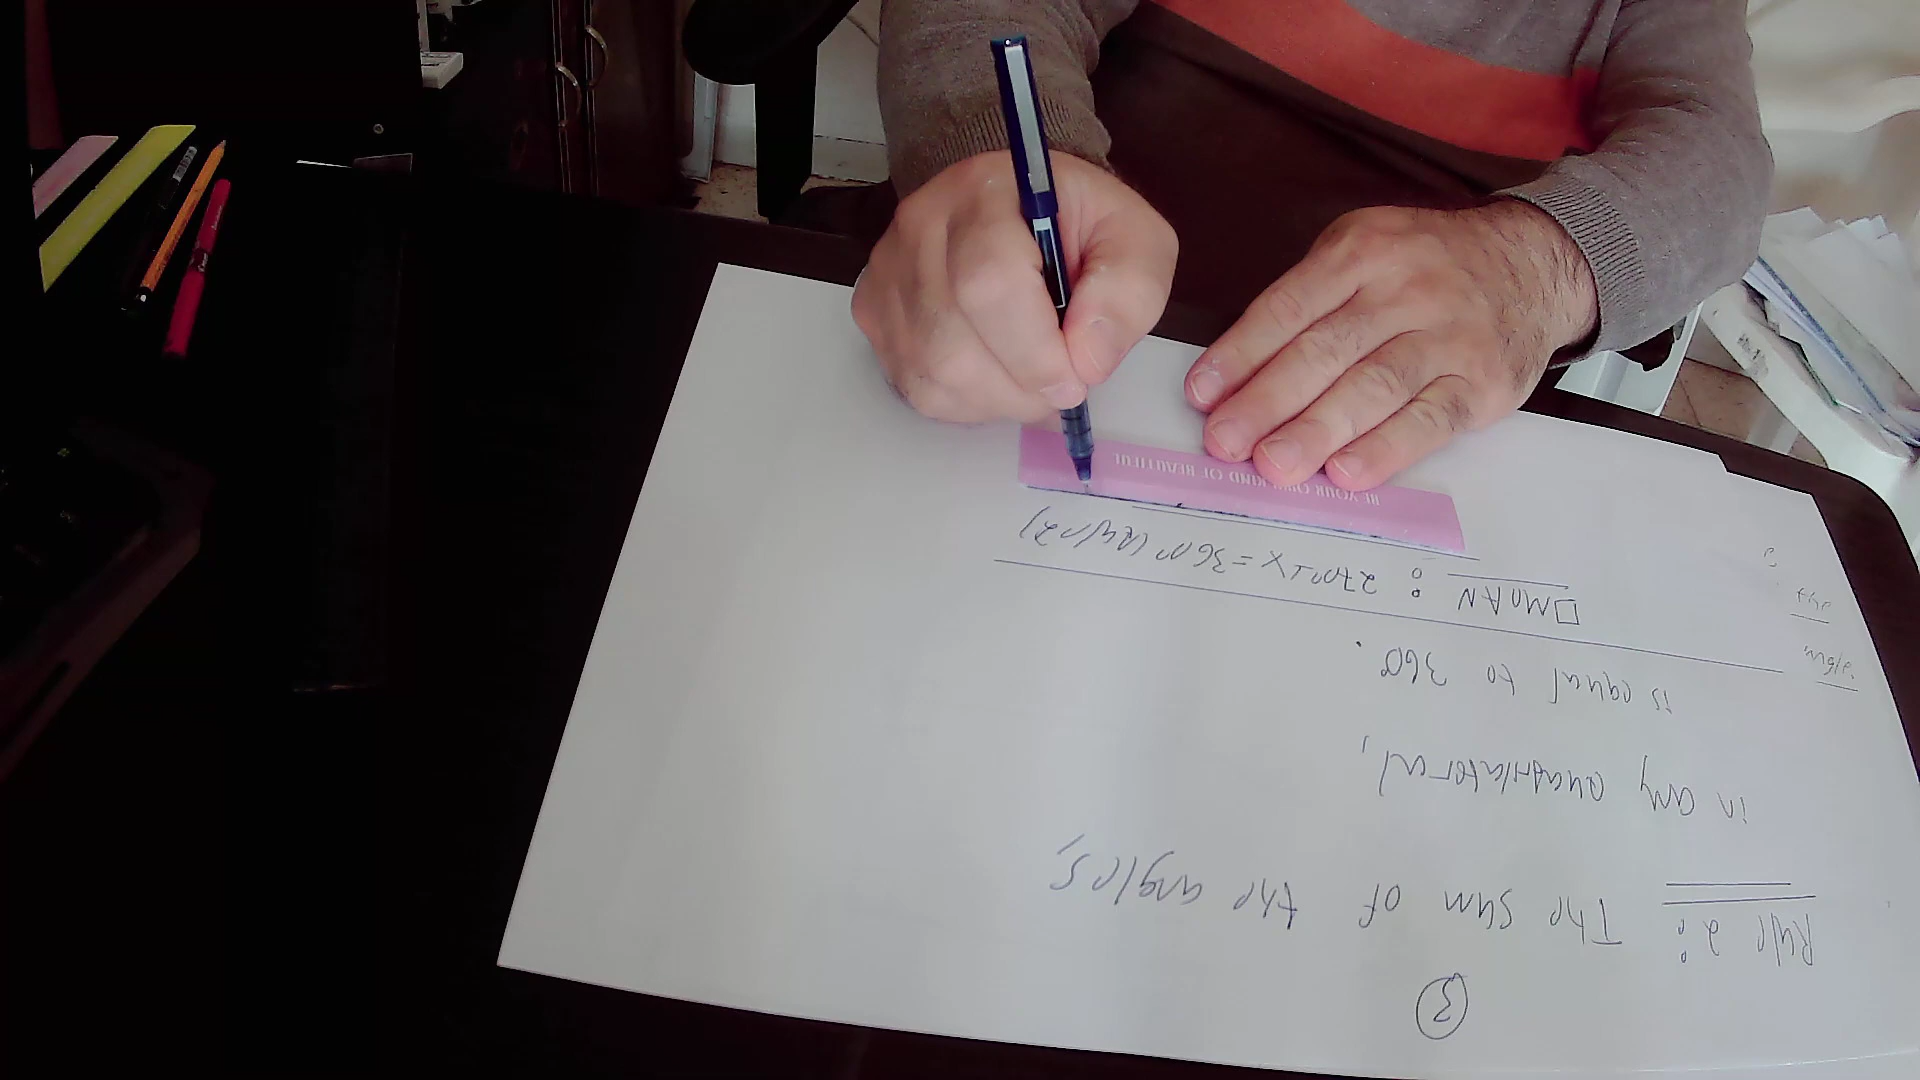 3
Rule 2: The sum of the angles,
in any quadrilateral,
is equal to 360°.
□MOAN : 270°+X=360° (Rule 2)
BE YOUR OWN KIND OF BEAUTIFUL
the